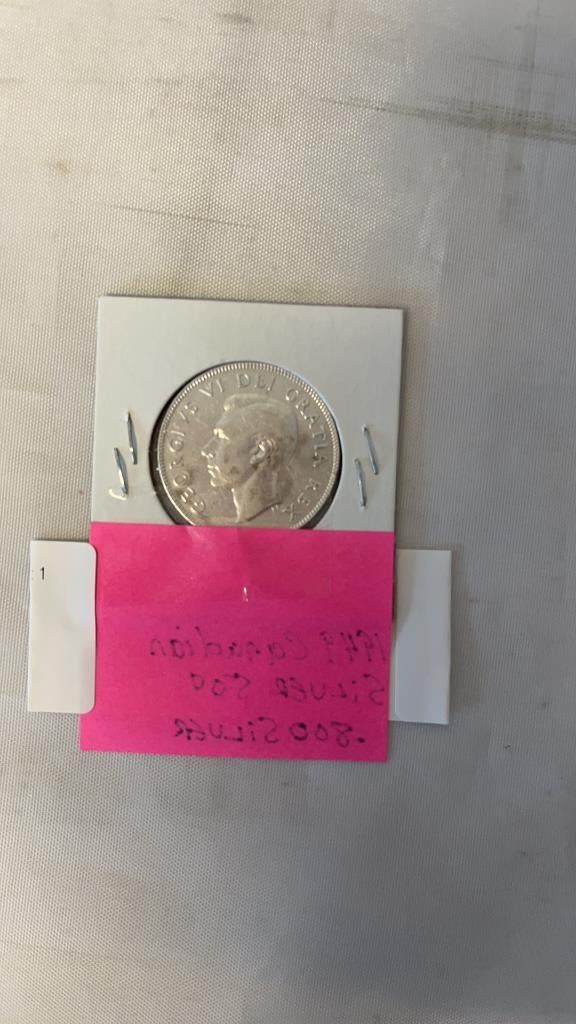 GEORGIVS VI DEI GRATIA REX
1
1949 Canadian
SILVER 50¢
.800 SILVER